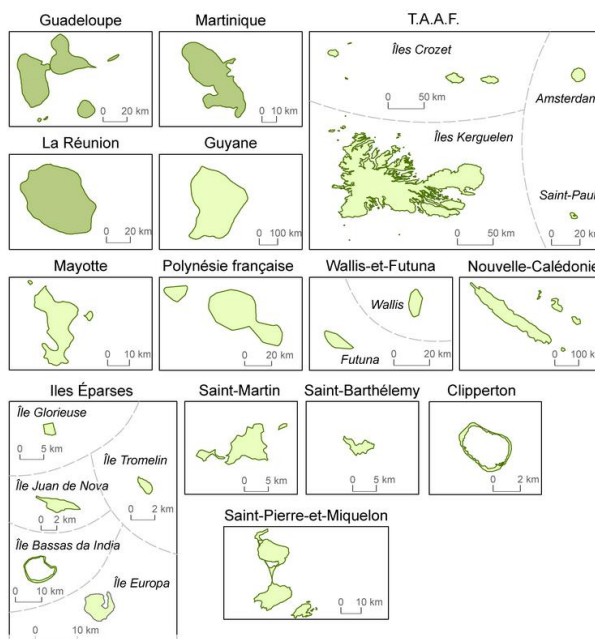 Guadeloupe
0 20 km
Martinique
0 10 km
T.A.A.F.
Îles Crozet
0 50 km
Amsterdam
Îles Kerguelen
0 50 km
Saint-Paul
0 20 km
La Réunion
0 20 km
Guyane
0 100 km
Mayotte
0 10 km
Polynésie française
0 20 km
Wallis-et-Futuna
Wallis
Futuna
0 20 km
Nouvelle-Calédonie
0 100 km
Iles Éparses
Île Glorieuse
0 5 km
Île Tromelin
0 2 km
Île Juan de Nova
0 2 km
Île Bassas da India
0 10 km
Île Europa
0 10 km
Saint-Martin
0 5 km
Saint-Barthélemy
0 5 km
Clipperton
0 2 km
Saint-Pierre-et-Miquelon
0 10 km